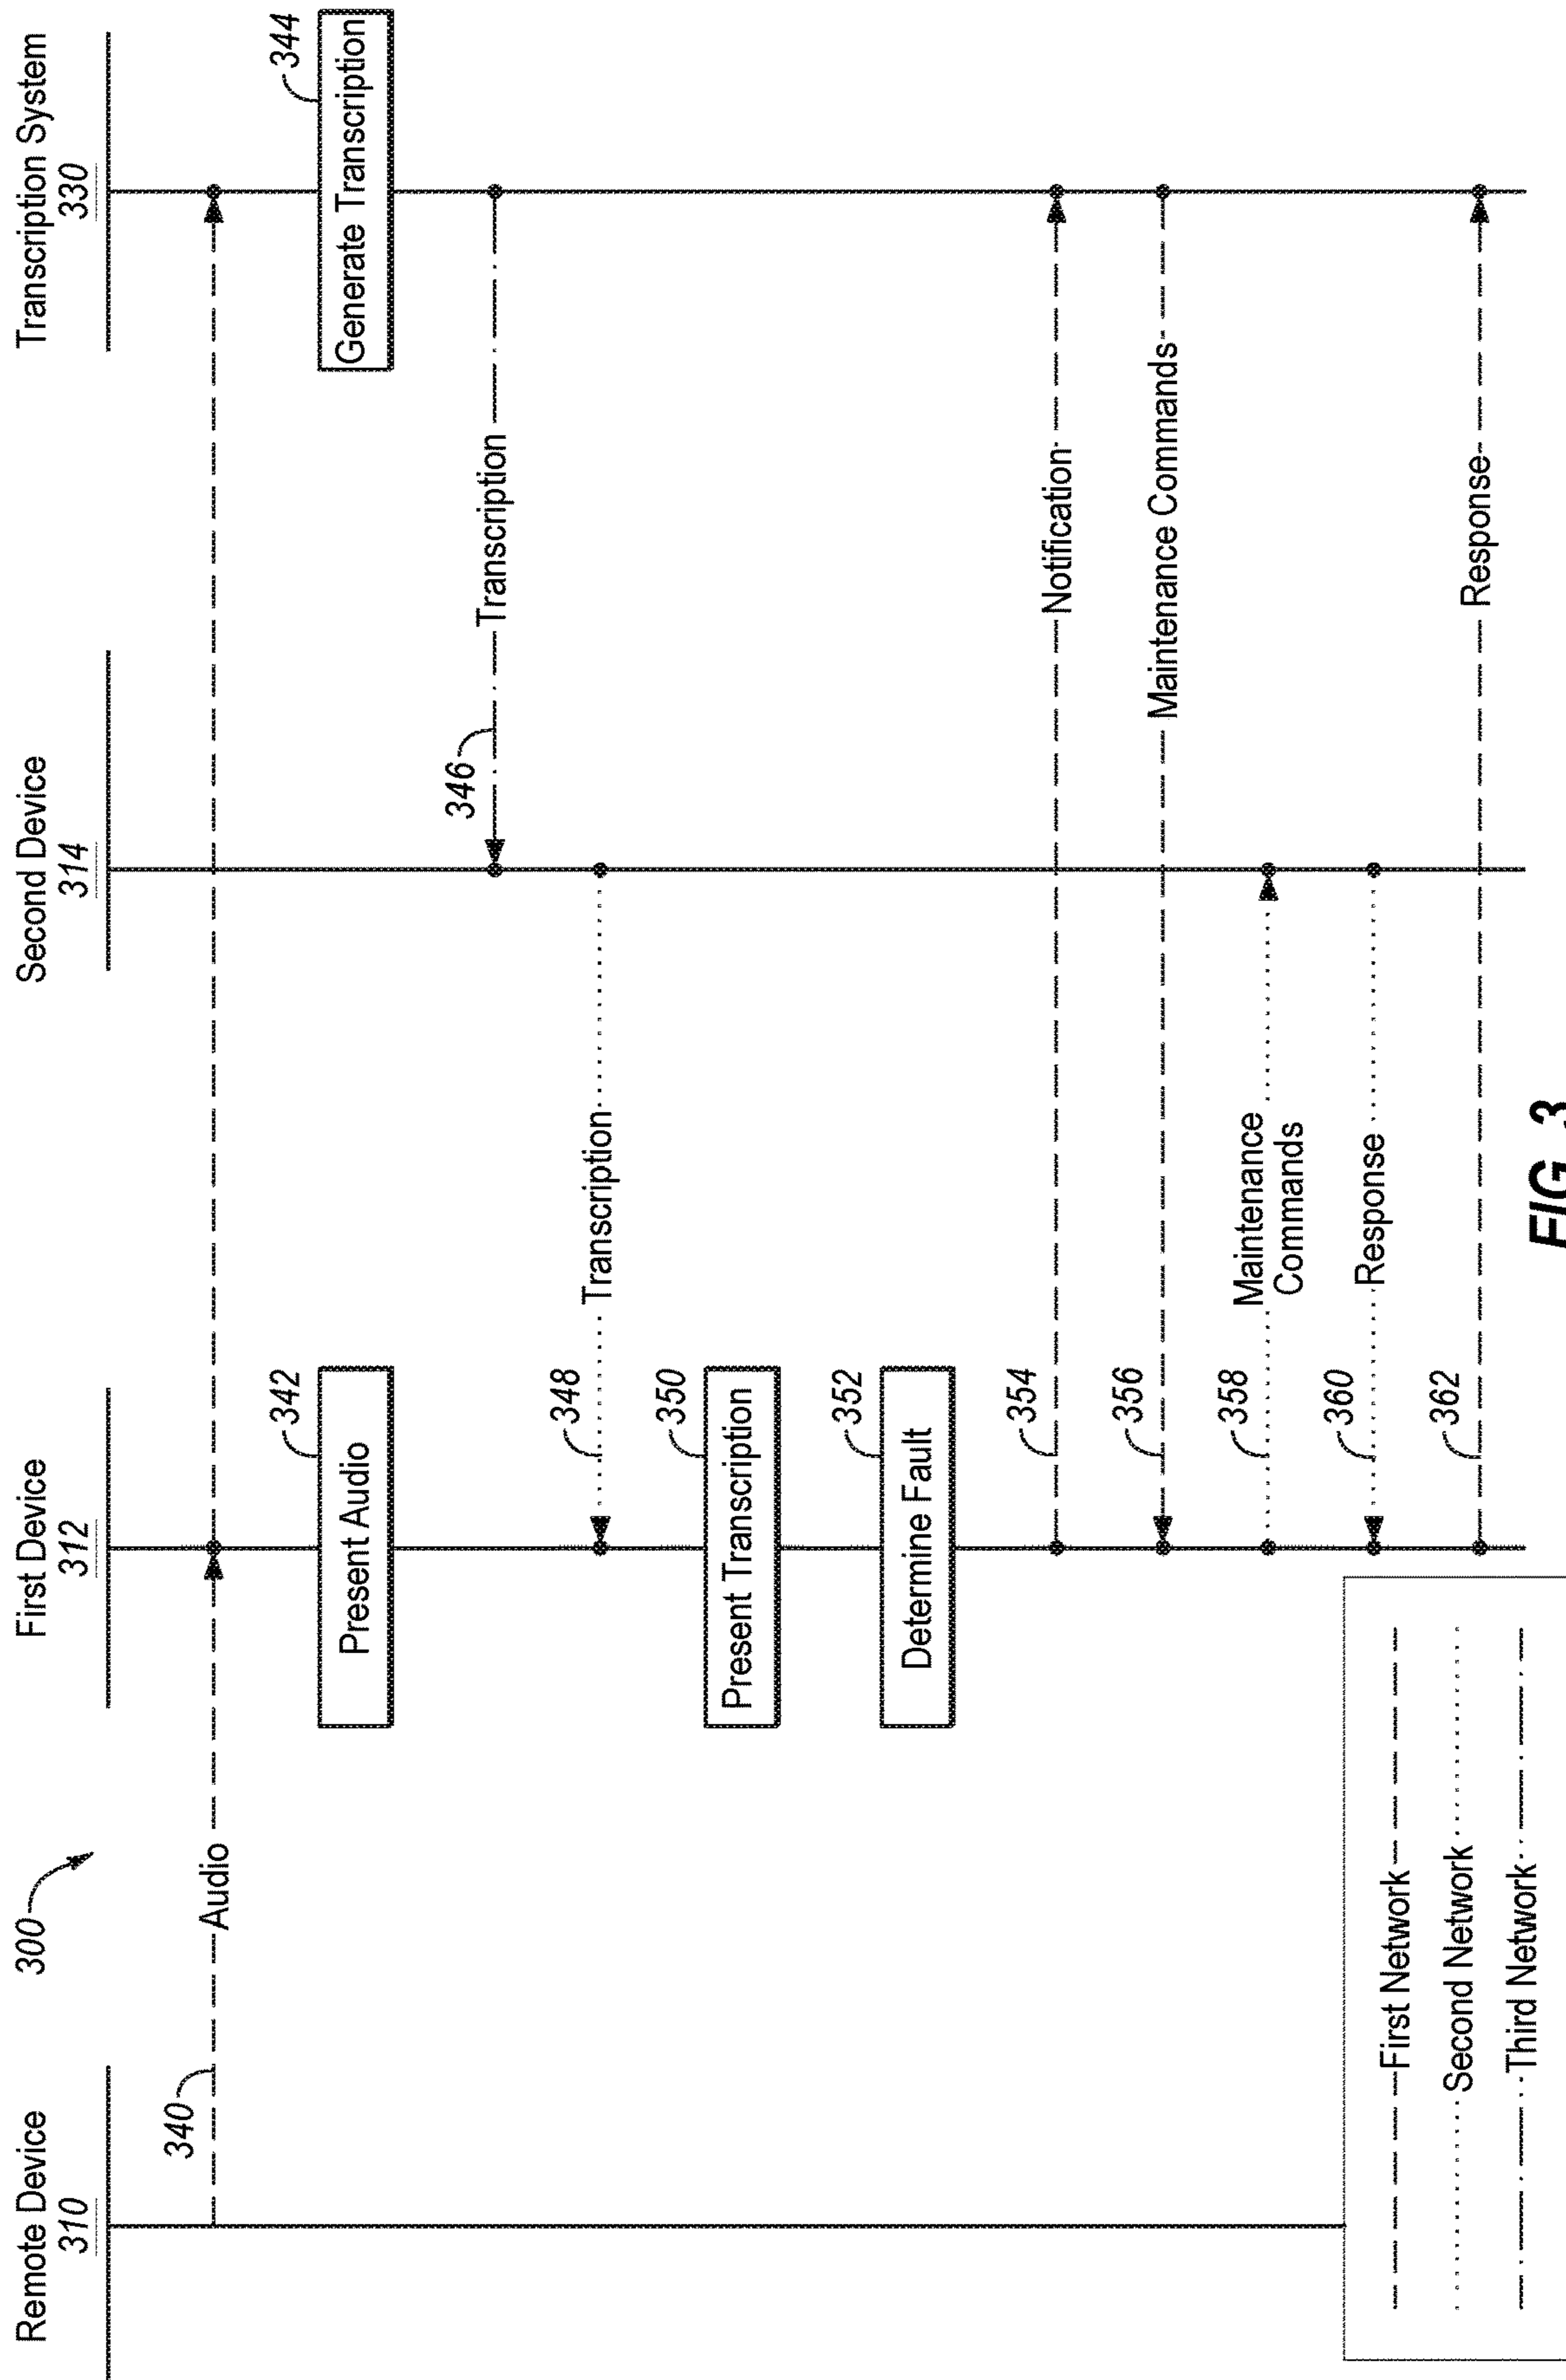 300
Remote Device
310
First Device
312
Second Device
314
Transcription System
330
340
Audio
342
Present Audio
344
Generate Transcription
346
Transcription
348
Transcription
350
Present Transcription
352
Determine Fault
354
Notification
356
Maintenance Commands
358
Maintenance
Commands
360
Response
362
Response
First Network
Second Network
Third Network
FIG. 3